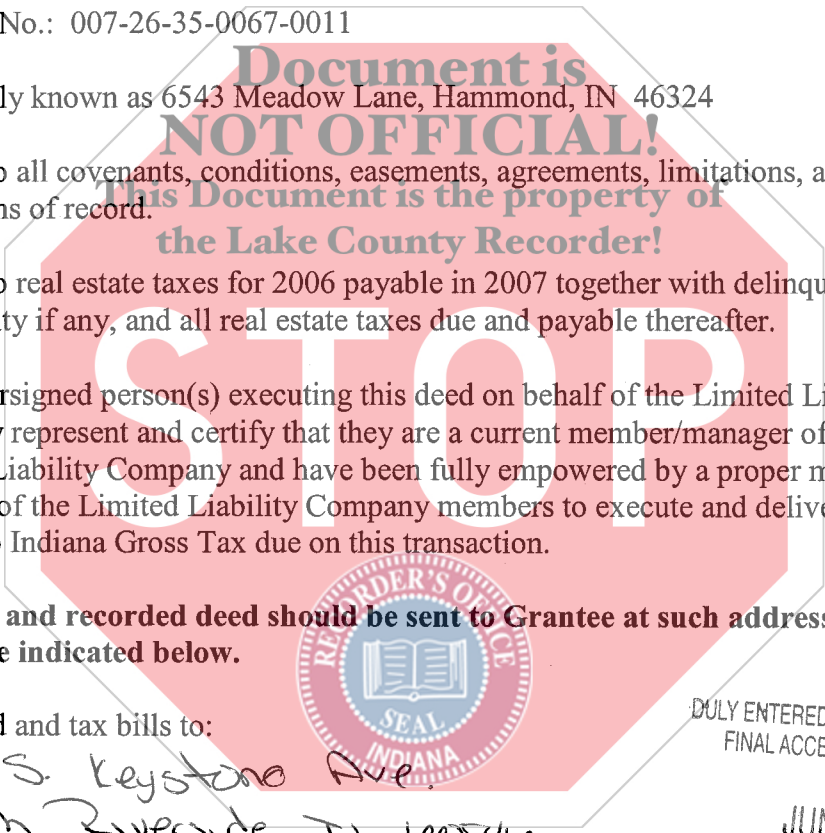 No.: 007-26-35-0067-0011
Document is
ly known as 6543 Meadow Lane, Hammond, IN 46324
NOT OFFICIAL!
o all covenants, conditions, easements, agreements, limitations, a
This Document is the property of
ns of record.
the Lake County Recorder!
o real estate taxes for 2006 payable in 2007 together with delinqu
ty if any, and all real estate taxes due and payable thereafter.
STOP
rsigned person(s) executing this deed on behalf of the Limited Li
y represent and certify that they are a current member/manager of
Liability Company and have been fully empowered by a proper m
of the Limited Liability Company members to execute and delive
o Indiana Gross Tax due on this transaction.
and recorded deed should be sent to Grantee at such address
e indicated below.
RECORDER'S OFFICE
SEAL
INDIANA
d and tax bills to:
DULY ENTERED
FINAL ACCE
S. Keystone Ave.
Riverside
JUN